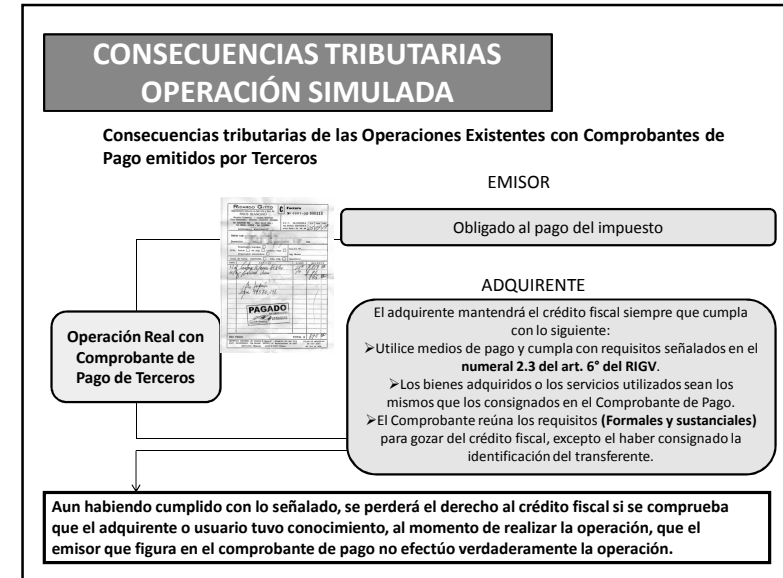 CONSECUENCIAS TRIBUTARIAS
OPERACIÓN SIMULADA
Consecuencias tributarias de las Operaciones Existentes con Comprobantes de
Pago emitidos por Terceros
EMISOR
Obligado al pago del impuesto
Factura
PAGADO
ADQUIRENTE
El adquirente mantendrá el crédito fiscal siempre que cumpla
con lo siguiente:
➢Utilice medios de pago y cumpla con requisitos señalados en el
numeral 2.3 del art. 6° del RIGV.
➢Los bienes adquiridos o los servicios utilizados sean los
mismos que los consignados en el Comprobante de Pago.
➢El Comprobante reúna los requisitos (Formales y sustanciales)
para gozar del crédito fiscal, excepto el haber consignado la
identificación del transferente.
Operación Real con
Comprobante de
Pago de Terceros
Aun habiendo cumplido con lo señalado, se perderá el derecho al crédito fiscal si se comprueba
que el adquirente o usuario tuvo conocimiento, al momento de realizar la operación, que el
emisor que figura en el comprobante de pago no efectúo verdaderamente la operación.